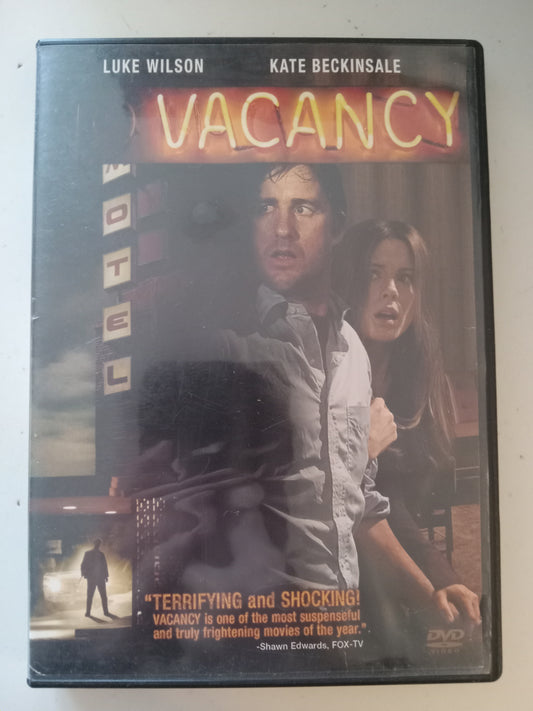 LUKE WILSON KATE BECKINSALE
VACANCY
MOTEL
"TERRIFYING and SHOCKING!
VACANCY is one of the most suspenseful
and truly frightening movies of the year."
-Shawn Edwards, FOX-TV
DVD
VIDEO